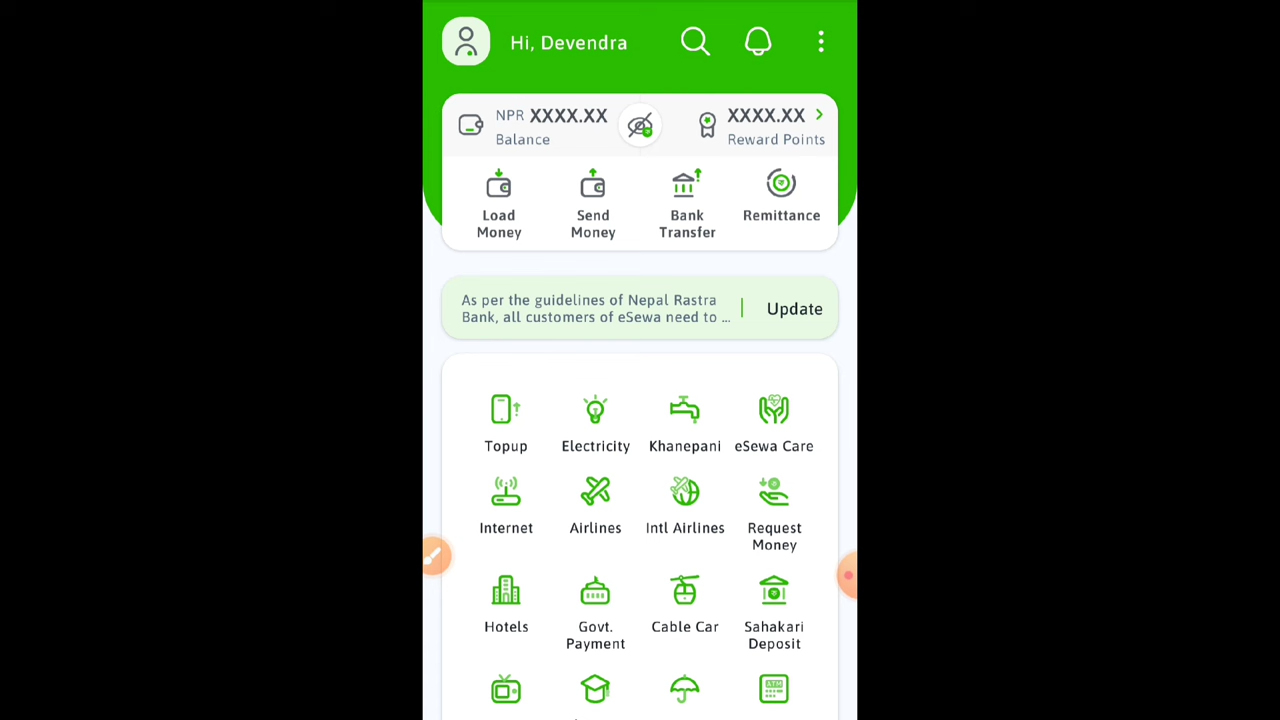 Hi, Devendra
NPR XXXX.XX
Balance
XXXX.XX
Reward Points
Load
Money
Send
Money
Bank
Transfer
Remittance
As per the guidelines of Nepal Rastra
Bank, all customers of eSewa need to ...
Update
Topup
Electricity
Khanepani
eSewa Care
Internet
Airlines
Intl Airlines
Request
Money
Hotels
Govt.
Payment
Cable Car
Sahakari
Deposit
ATM